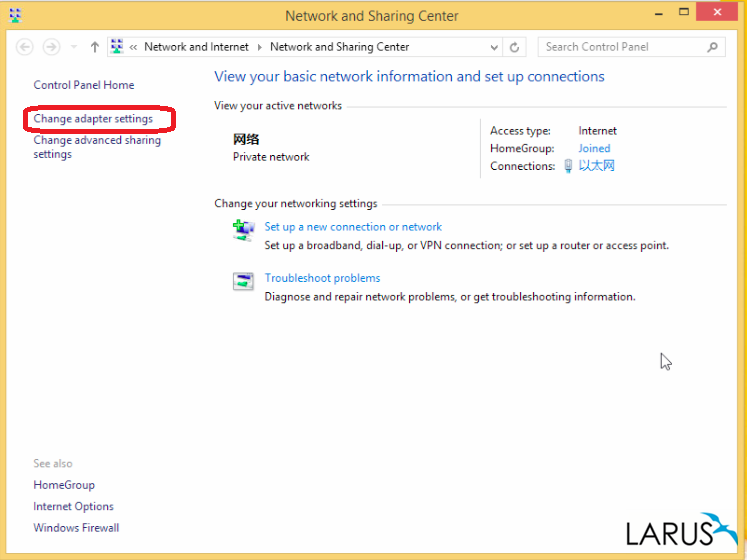 Network and Sharing Center
« Network and Internet Network and Sharing Center
Search Control Panel
Control Panel Home
Change adapter settings
Change advanced sharing
settings
View your basic network information and set up connections
View your active networks
网络
Private network
Access type: Internet
HomeGroup: Joined
Connections: 以太网
Change your networking settings
Set up a new connection or network
Set up a broadband, dial-up, or VPN connection; or set up a router or access point.
Troubleshoot problems
Diagnose and repair network problems, or get troubleshooting information.
See also
HomeGroup
Internet Options
Windows Firewall
LARUS